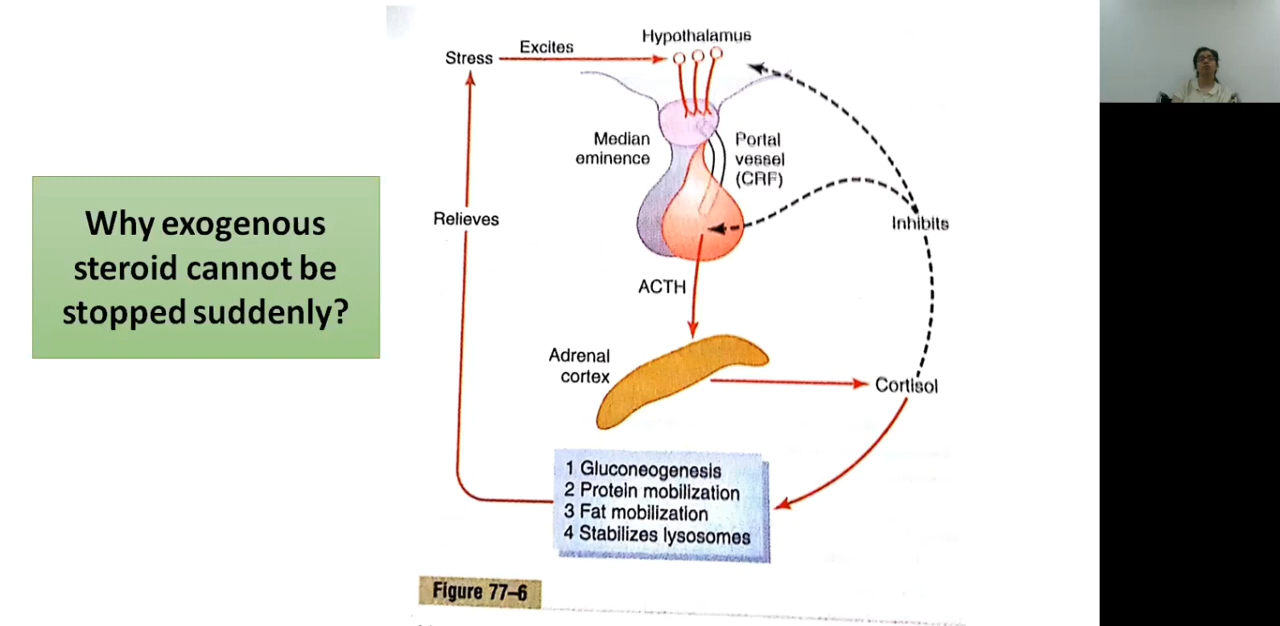 Why exogenous
steroid cannot be
stopped suddenly?
Hypothalamus
Stress
Excites
Median
eminence
Portal
vessel
(CRF)
Relieves
Inhibits
ACTH
Adrenal
cortex
Cortisol
1 Gluconeogenesis
2 Protein mobilization
3 Fat mobilization
4 Stabilizes lysosomes
Figure 77–6